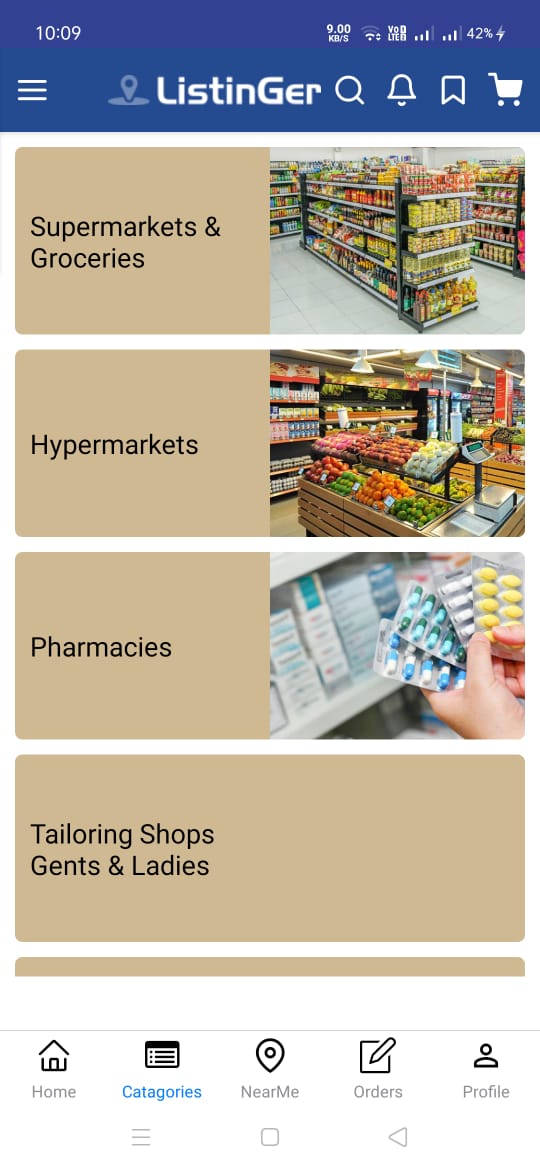 10:09
9.00
KB/S
Vo
LTE
42%
ListinGer
Supermarkets &
Groceries
Hypermarkets
Pharmacies
Tailoring Shops
Gents & Ladies
Home
Catagories
NearMe
Orders
Profile